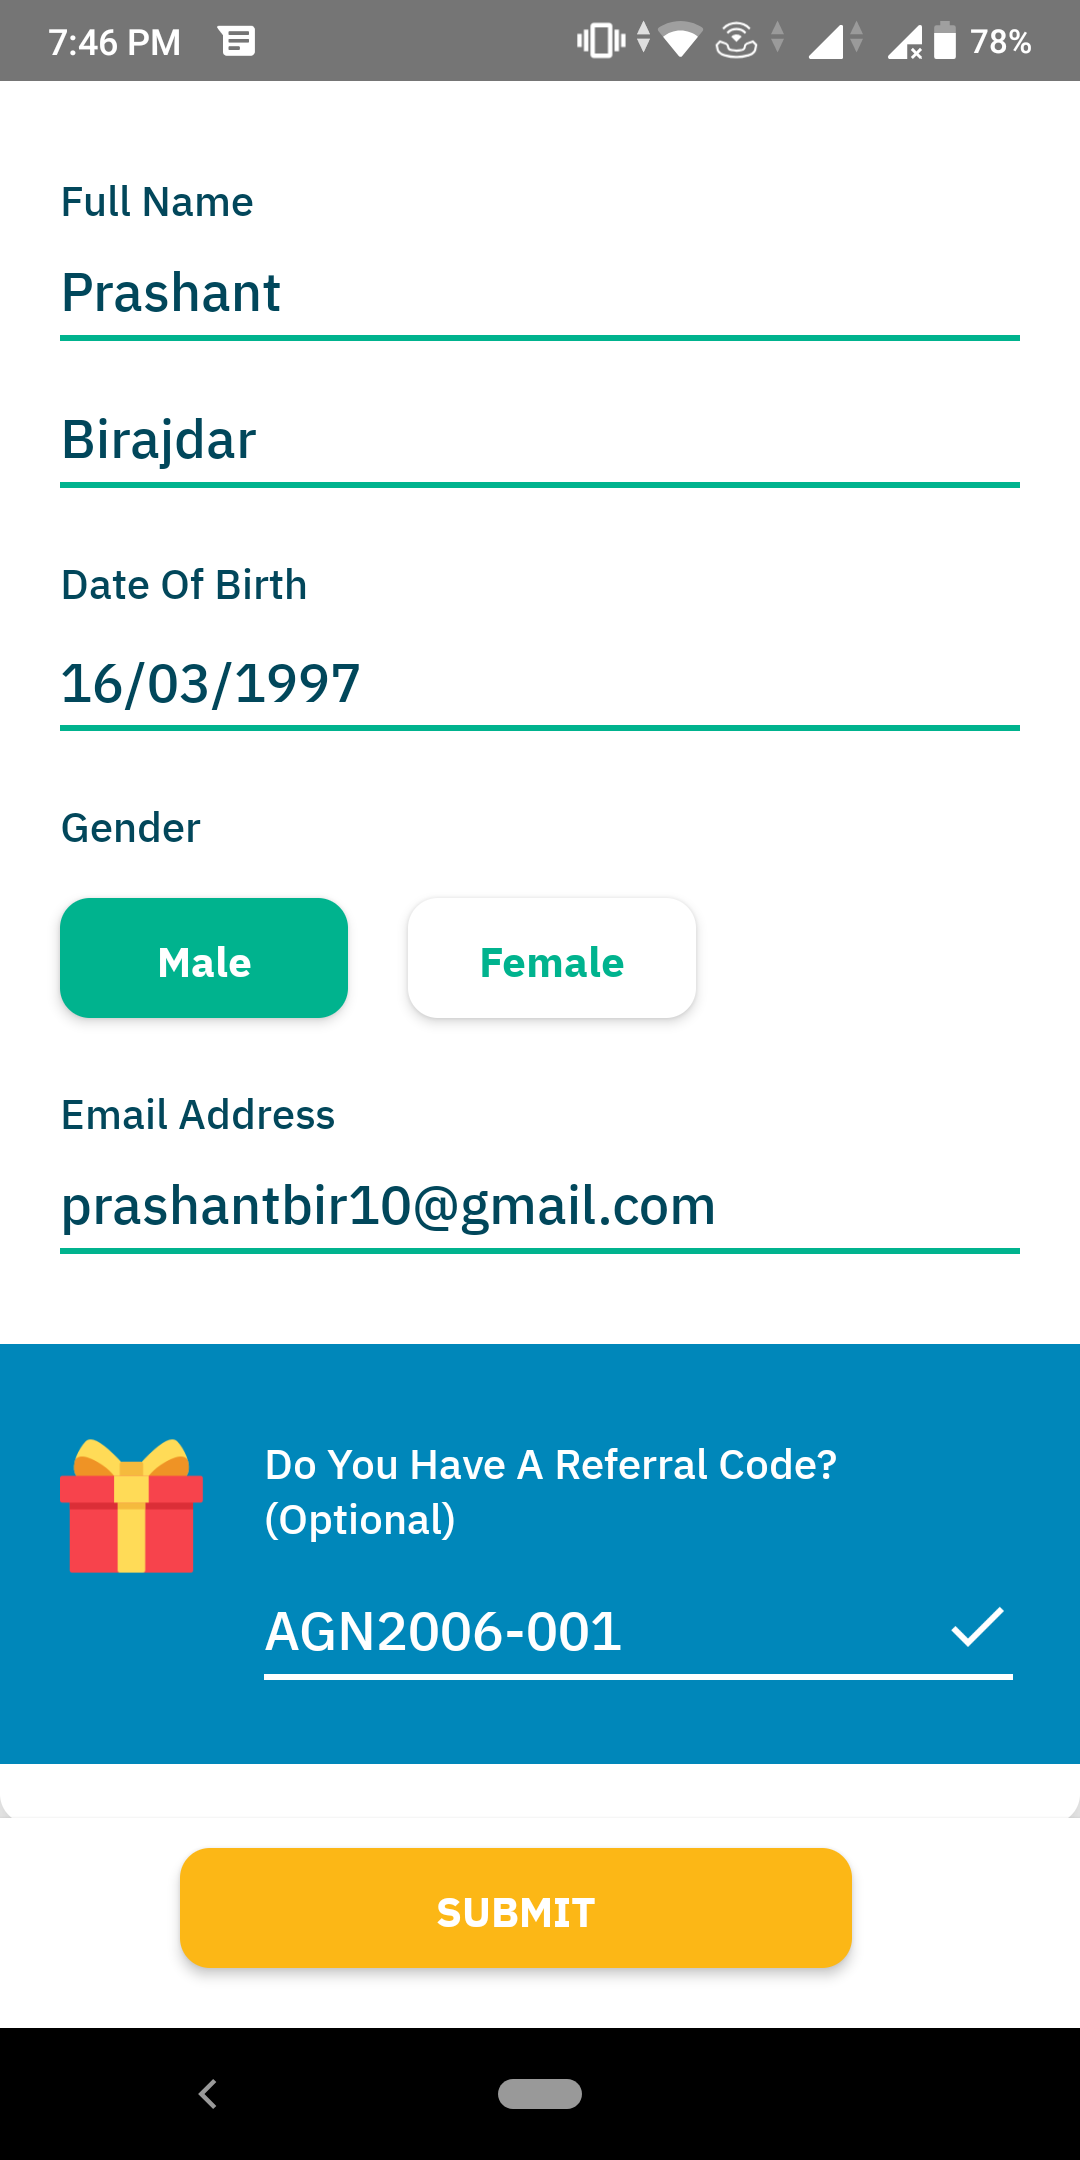 7:46 PM 78%
Full Name
Prashant
Birajdar
Date Of Birth
16/03/1997
Gender
Male Female
Email Address
prashantbir10@gmail.com
Do You Have A Referral Code?
(Optional)
AGN2006-001
SUBMIT